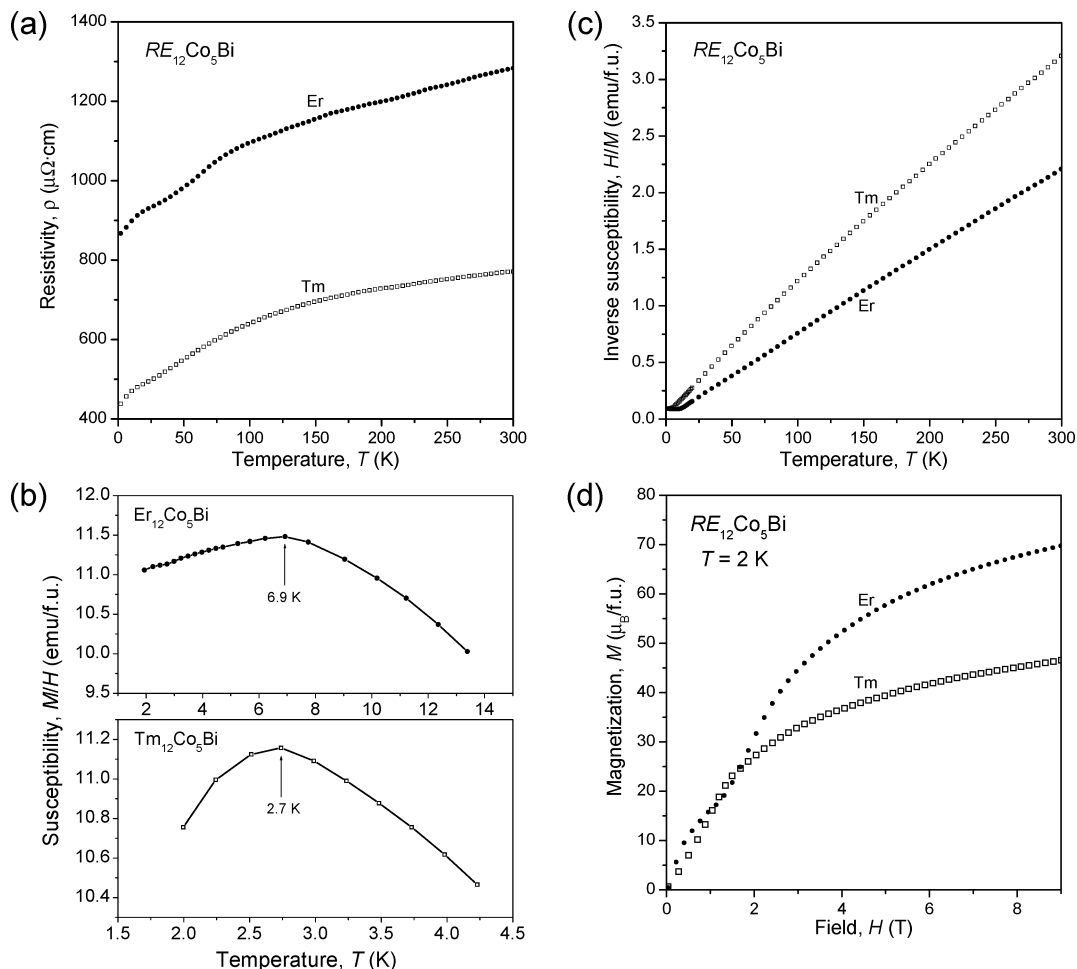 (a)
RE₁₂Co₅Bi
Er
Tm
Resistivity, ρ (μΩ·cm)
1400
1200
1000
800
600
400
0 50 100 150 200 250 300
Temperature, T (K)
(c)
RE₁₂Co₅Bi
Tm
Er
Inverse susceptibility, H/M (emu/f.u.)
3.5
3.0
2.5
2.0
1.5
1.0
0.5
0.0
0 50 100 150 200 250 300
Temperature, T (K)
(b)
Er₁₂Co₅Bi
6.9 K
12.0
11.5
11.0
10.5
10.0
9.5
2 4 6 8 10 12 14
Susceptibility, M/H (emu/f.u.)
Tm₁₂Co₅Bi
2.7 K
11.2
11.0
10.8
10.6
10.4
1.5 2.0 2.5 3.0 3.5 4.0 4.5
Temperature, T (K)
(d)
RE₁₂Co₅Bi
T = 2 K
Er
Tm
Magnetization, M (μ_B/f.u.)
80
70
60
50
40
30
20
10
0
0 2 4 6 8
Field, H (T)